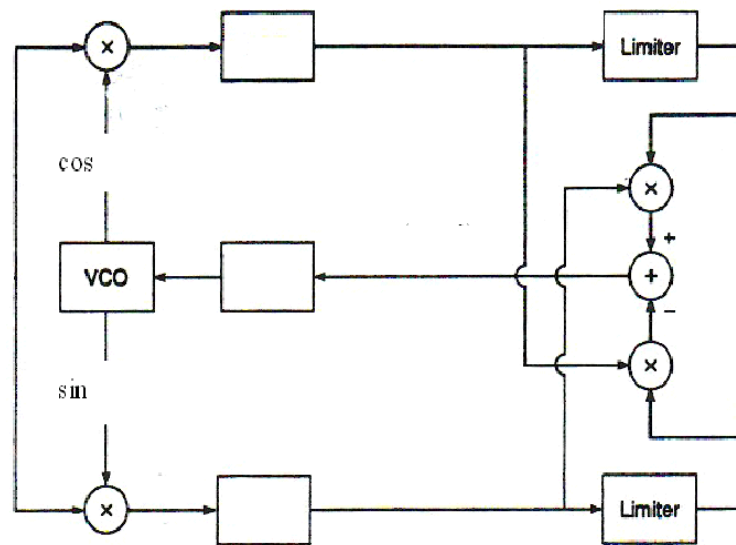 ×
Limiter
cos
×
+
VCO
+
−
×
sin
×
Limiter